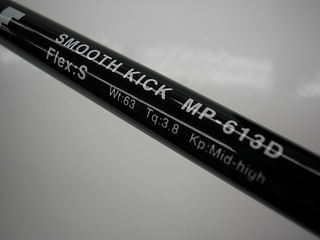 SMOOTH KICK MP-613D
Flex:S
Wt:63 Tq:3.8 Kp:Mid-high